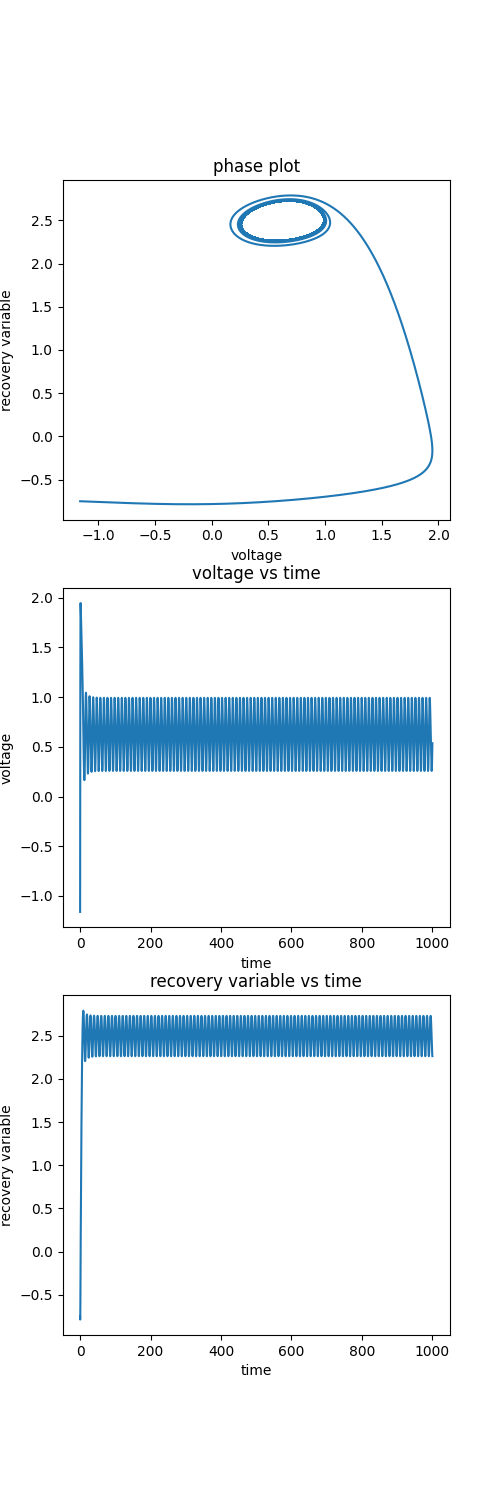 phase plot
2.5
2.0
1.5
1.0
0.5
0.0
−0.5
recovery variable
−1.0 −0.5 0.0 0.5 1.0 1.5 2.0
voltage
voltage vs time
2.0
1.5
1.0
0.5
0.0
−0.5
−1.0
voltage
0 200 400 600 800 1000
time
recovery variable vs time
2.5
2.0
1.5
1.0
0.5
0.0
−0.5
recovery variable
0 200 400 600 800 1000
time